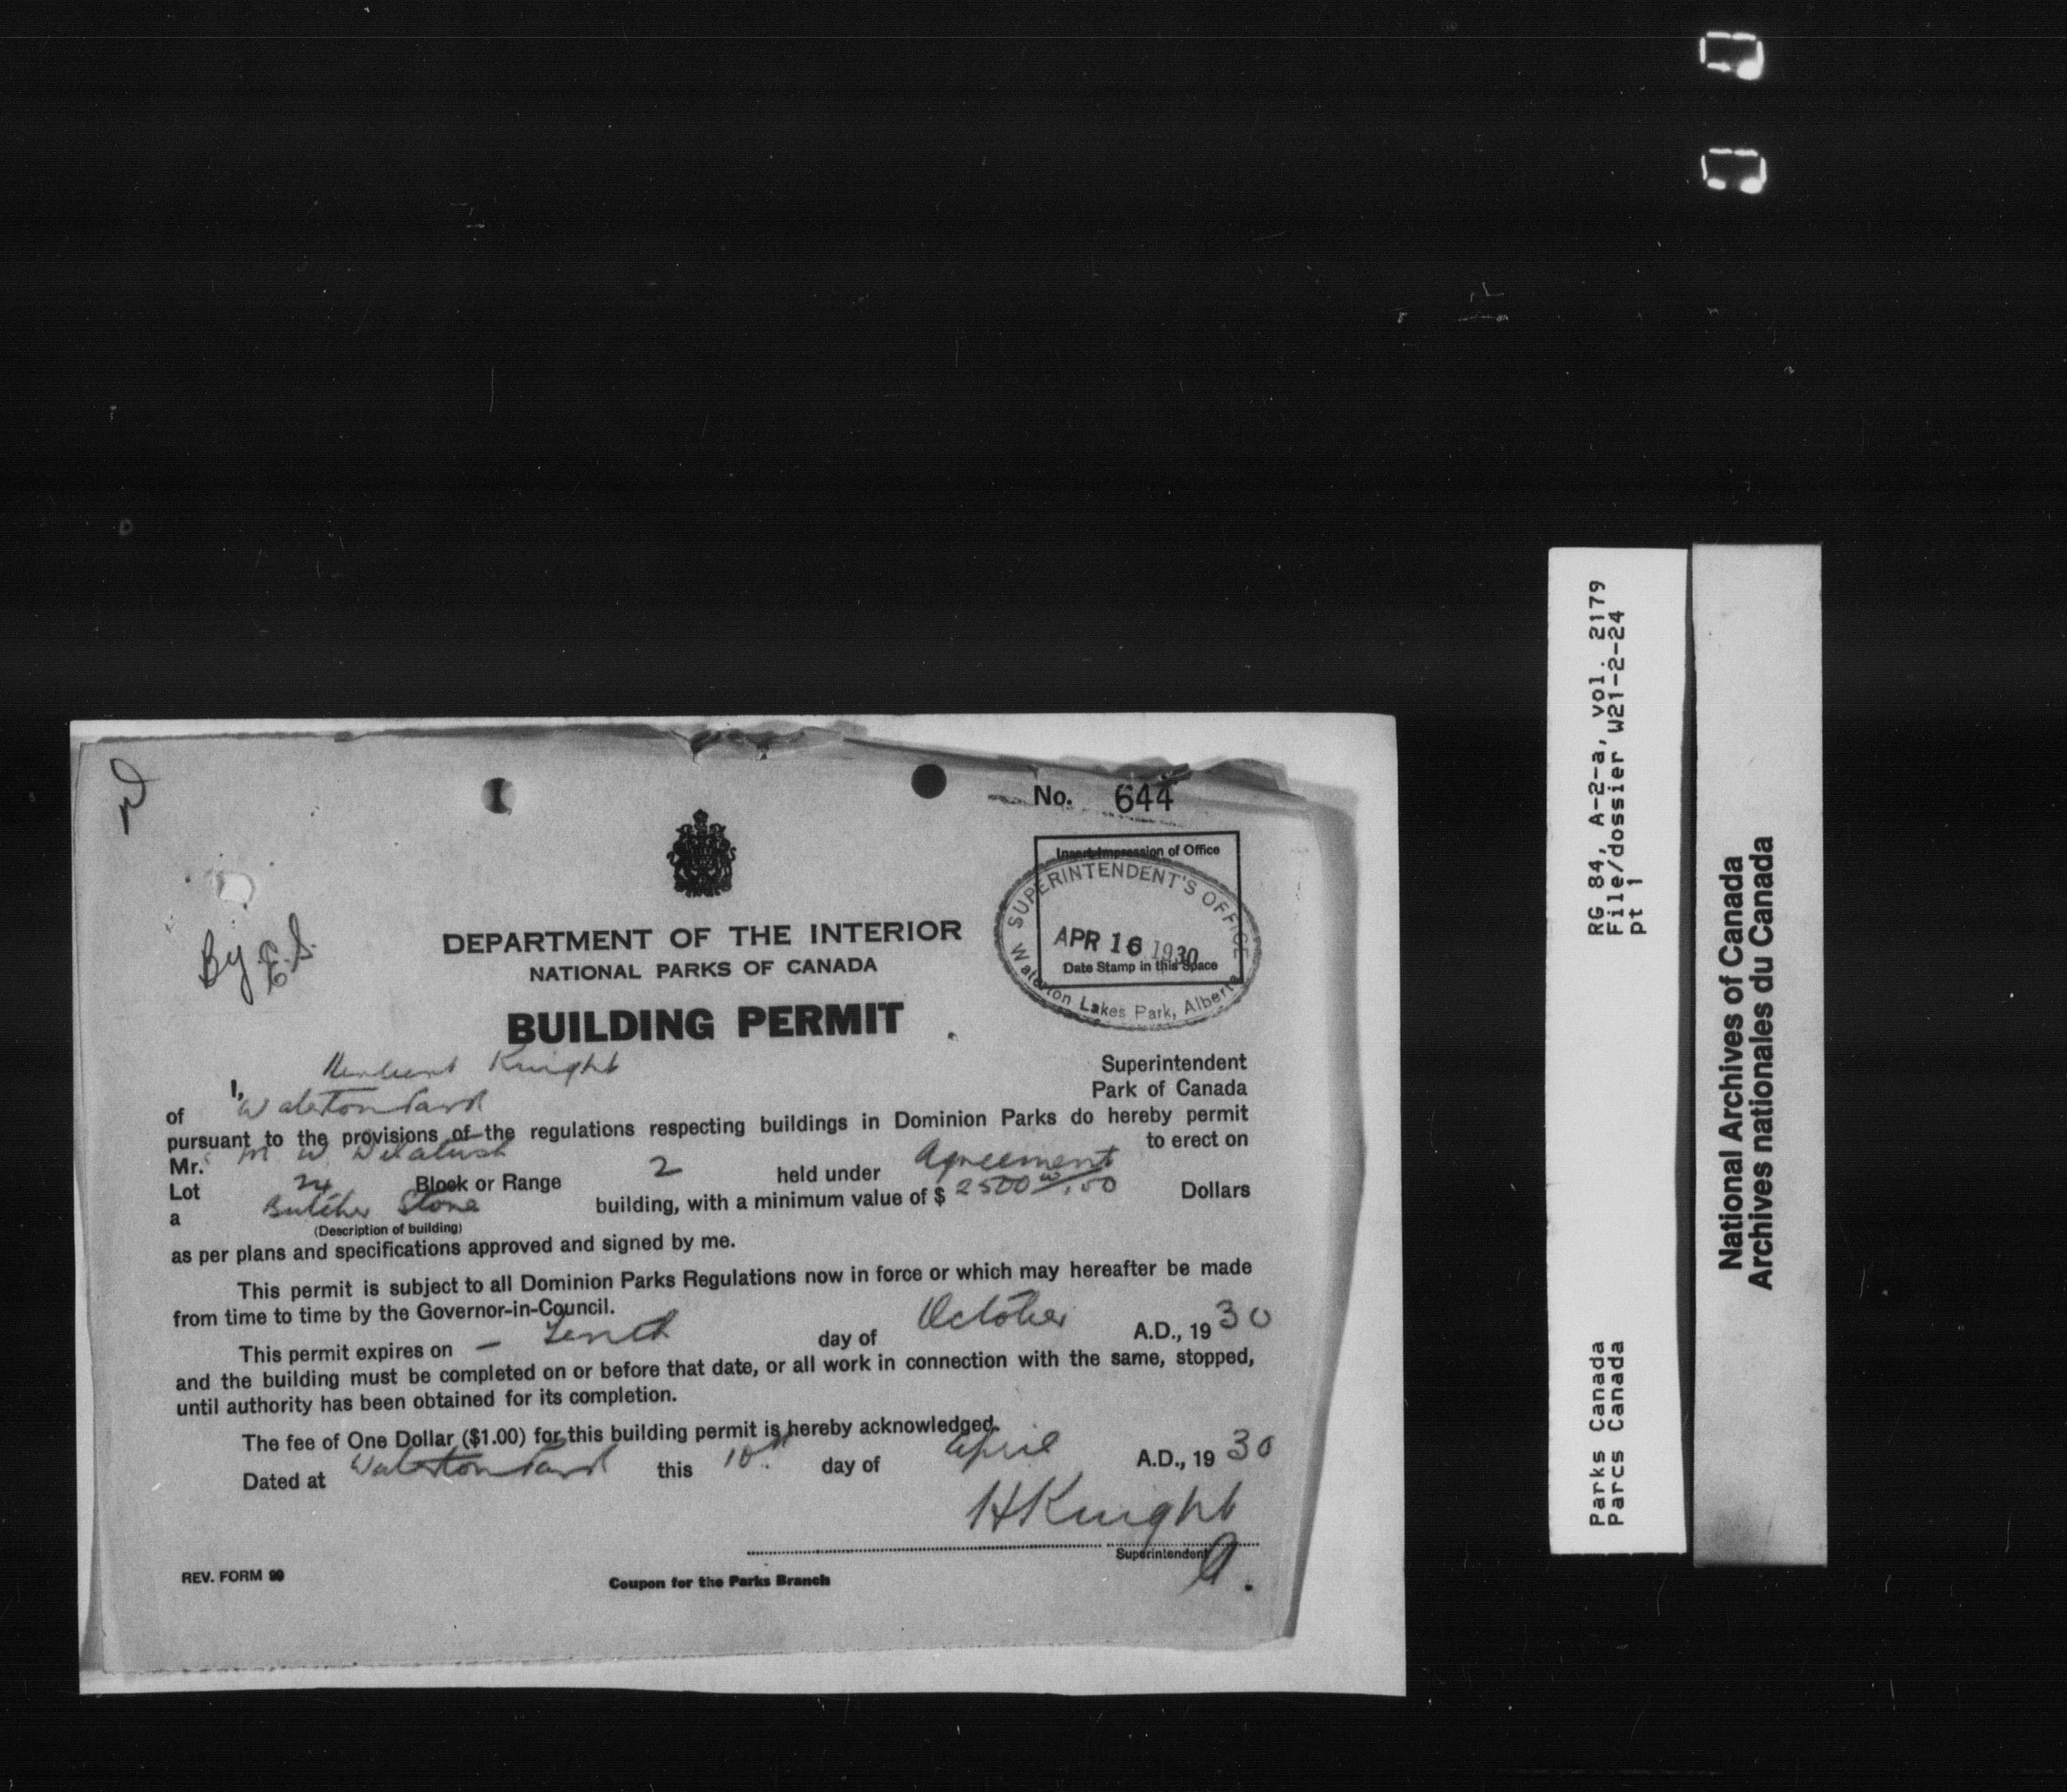 No. 644
Insert Impression of Office
SUPERINTENDENT'S OFFICE
APR 16 1930
Date Stamp in this Space
Waterton Lakes Park, Alberta
By E.S.
DEPARTMENT OF THE INTERIOR
NATIONAL PARKS OF CANADA
BUILDING PERMIT
I, Herbert Knight Superintendent
of Waterton Park Park of Canada
pursuant to the provisions of the regulations respecting buildings in Dominion Parks do hereby permit
Mr. M W to erect on
Lot 24 Block or Range 2 held under Agreement
a Butcher Store building, with a minimum value of $ 2500 Dollars
(Description of building)
as per plans and specifications approved and signed by me.
This permit is subject to all Dominion Parks Regulations now in force or which may hereafter be made
from time to time by the Governor-in-Council.
This permit expires on - Tenth day of October A.D., 1930
and the building must be completed on or before that date, or all work in connection with the same, stopped,
until authority has been obtained for its completion.
The fee of One Dollar ($1.00) for this building permit is hereby acknowledged.
Dated at Waterton Park this 10th day of April A.D., 1930
H Knight
Superintendent
REV. FORM 99
Coupon for the Parks Branch
RG 84, A-2-a, vol. 2179
File/dossier W21-2-24
pt 1
Parks Canada
Parcs Canada
National Archives of Canada
Archives nationales du Canada